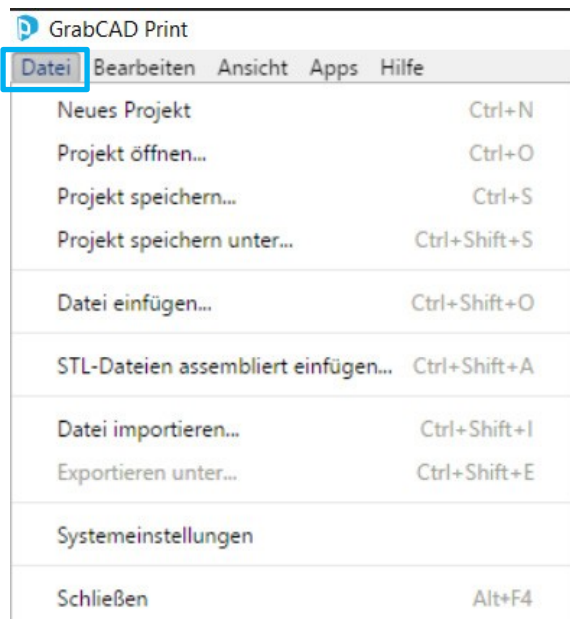 GrabCAD Print
Datei Bearbeiten Ansicht Apps Hilfe
Neues Projekt Ctrl+N
Projekt öffnen... Ctrl+O
Projekt speichern... Ctrl+S
Projekt speichern unter... Ctrl+Shift+S
Datei einfügen... Ctrl+Shift+O
STL-Dateien assembliert einfügen... Ctrl+Shift+A
Datei importieren... Ctrl+Shift+I
Exportieren unter... Ctrl+Shift+E
Systemeinstellungen
Schließen Alt+F4